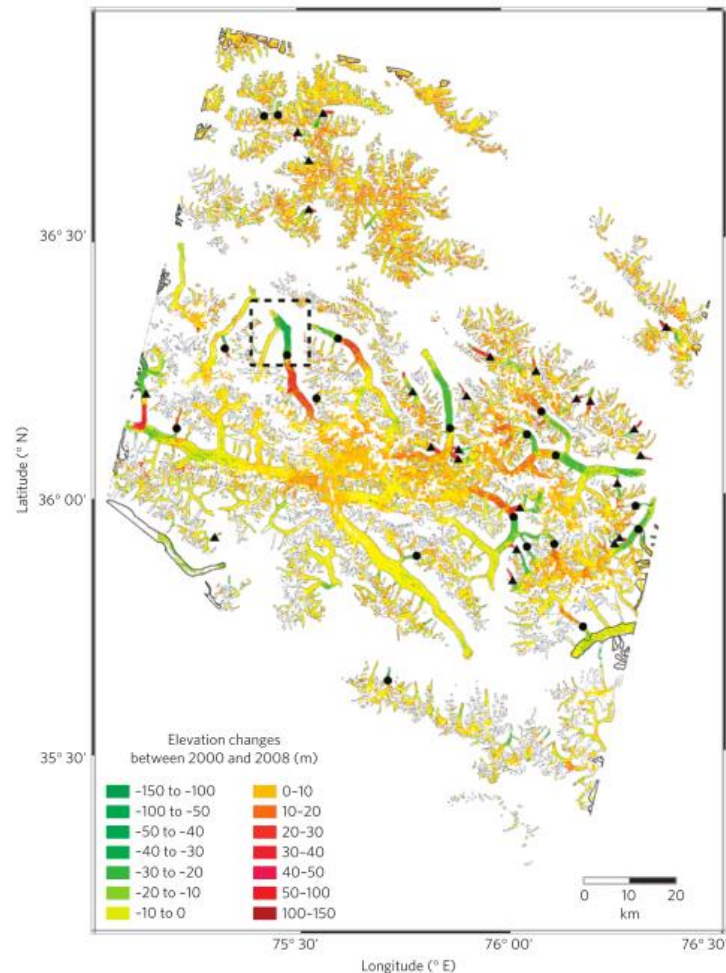 36° 30'
36° 00'
35° 30'
Latitude (° N)
Elevation changes
between 2000 and 2008 (m)
–150 to –100
–100 to –50
–50 to –40
–40 to –30
–30 to –20
–20 to –10
–10 to 0
0–10
10–20
20–30
30–40
40–50
50–100
100–150
0 10 20
km
75° 30' 76° 00' 76° 30'
Longitude (° E)